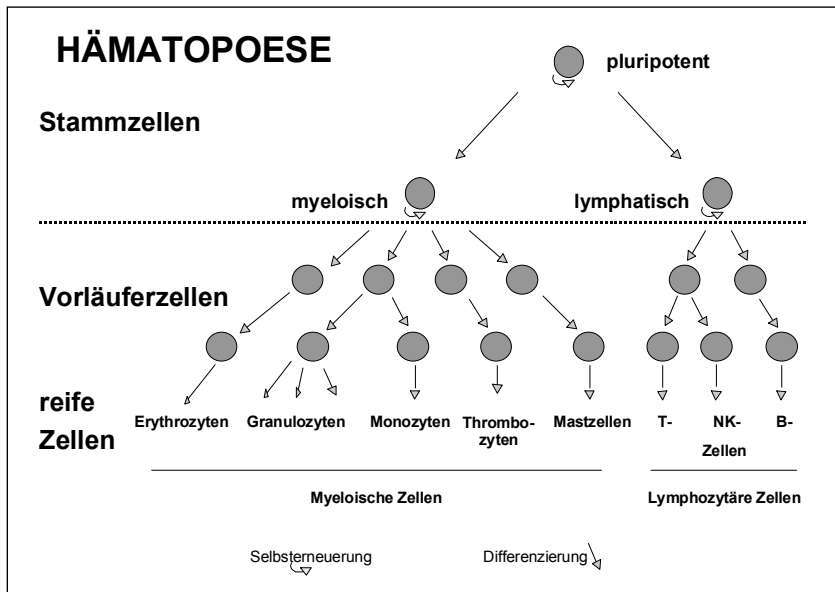 HÄMATOPOESE
pluripotent
Stammzellen
myeloisch
lymphatisch
Vorläuferzellen
reife
Zellen
Erythrozyten
Granulozyten
Monozyten
Thrombo-
zyten
Mastzellen
T-
NK-
B-
Zellen
Myeloische Zellen
Lymphozytäre Zellen
Selbsterneuerung
Differenzierung